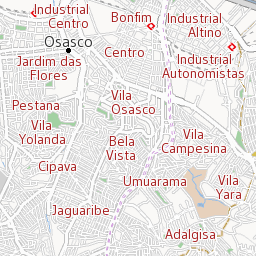 Industrial
Centro
Bonfim
Industrial
Altino
Osasco
Centro
Jardim das
Flores
Industrial
Autonomistas
Vila
Osasco
Pestana
Vila
Yolanda
Bela
Vista
Vila
Campesina
Cipava
Umuarama
Vila
Yara
Jaguaribe
Adalgisa